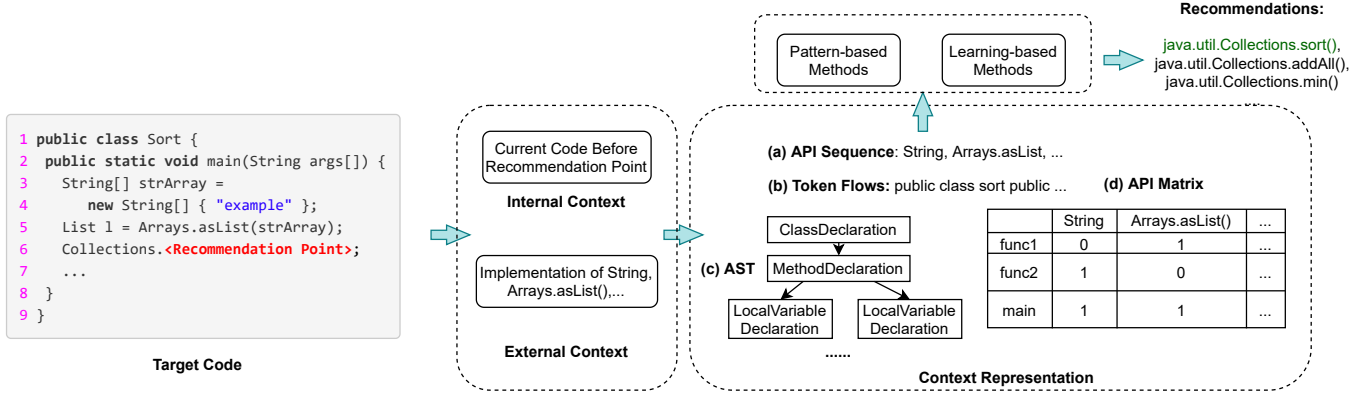 Recommendations:
Pattern-based
Methods
Learning-based
Methods
java.util.Collections.sort(),
java.util.Collections.addAll(),
java.util.Collections.min()
...
1 public class Sort {
2 public static void main(String args[]) {
3 String[] strArray =
4 new String[] { "example" };
5 List l = Arrays.asList(strArray);
6 Collections.<Recommendation Point>;
7 ...
8 }
9 }
Target Code
Current Code Before
Recommendation Point
Internal Context
Implementation of String,
Arrays.asList(),...
External Context
(a) API Sequence: String, Arrays.asList, ...
(b) Token Flows: public class sort public ...
(c) AST
ClassDeclaration
MethodDeclaration
LocalVariable
Declaration
LocalVariable
Declaration
......
(d) API Matrix
String Arrays.asList() ...
func1 0 1 ...
func2 1 0 ...
main 1 1 ...
Context Representation